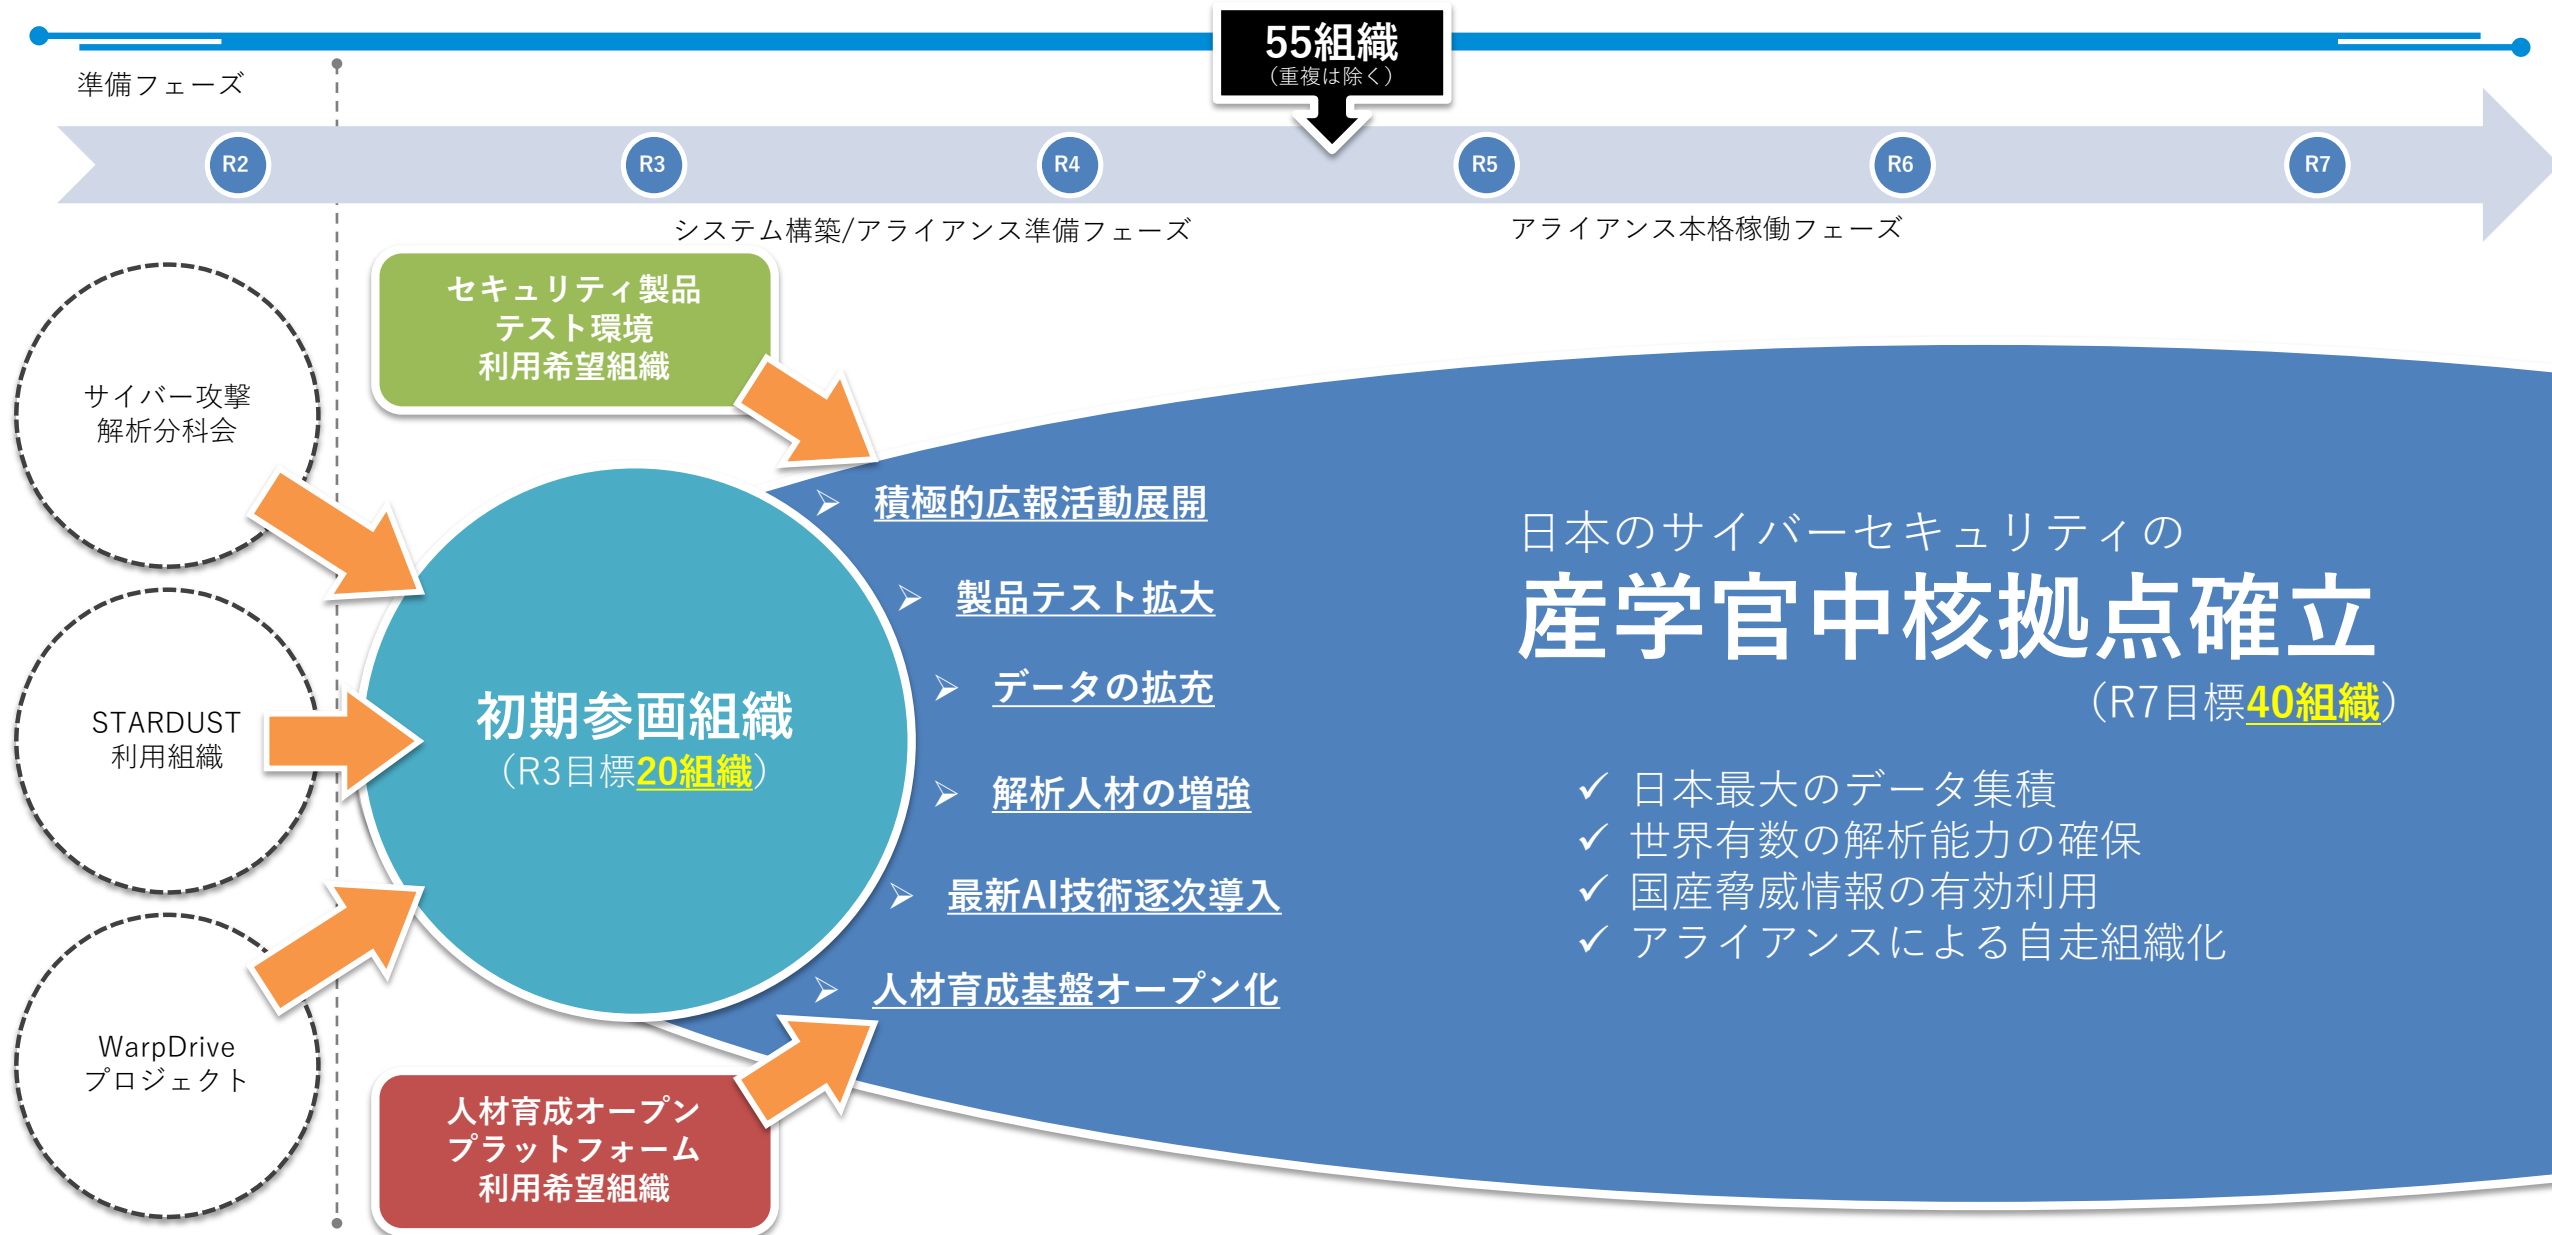 55組織
（重複は除く）
準備フェーズ
R2
R3
R4
R5
R6
R7
システム構築/アライアンス準備フェーズ
アライアンス本格稼働フェーズ
サイバー攻撃
解析分科会
STARDUST
利用組織
WarpDrive
プロジェクト
セキュリティ製品
テスト環境
利用希望組織
初期参画組織
（R3目標20組織）
人材育成オープン
プラットフォーム
利用希望組織
➢ 積極的広報活動展開
➢ 製品テスト拡大
➢ データの拡充
➢ 解析人材の増強
➢ 最新AI技術逐次導入
➢ 人材育成基盤オープン化
日本のサイバーセキュリティの
産学官中核拠点確立
（R7目標40組織）
✓ 日本最大のデータ集積
✓ 世界有数の解析能力の確保
✓ 国産脅威情報の有効利用
✓ アライアンスによる自走組織化